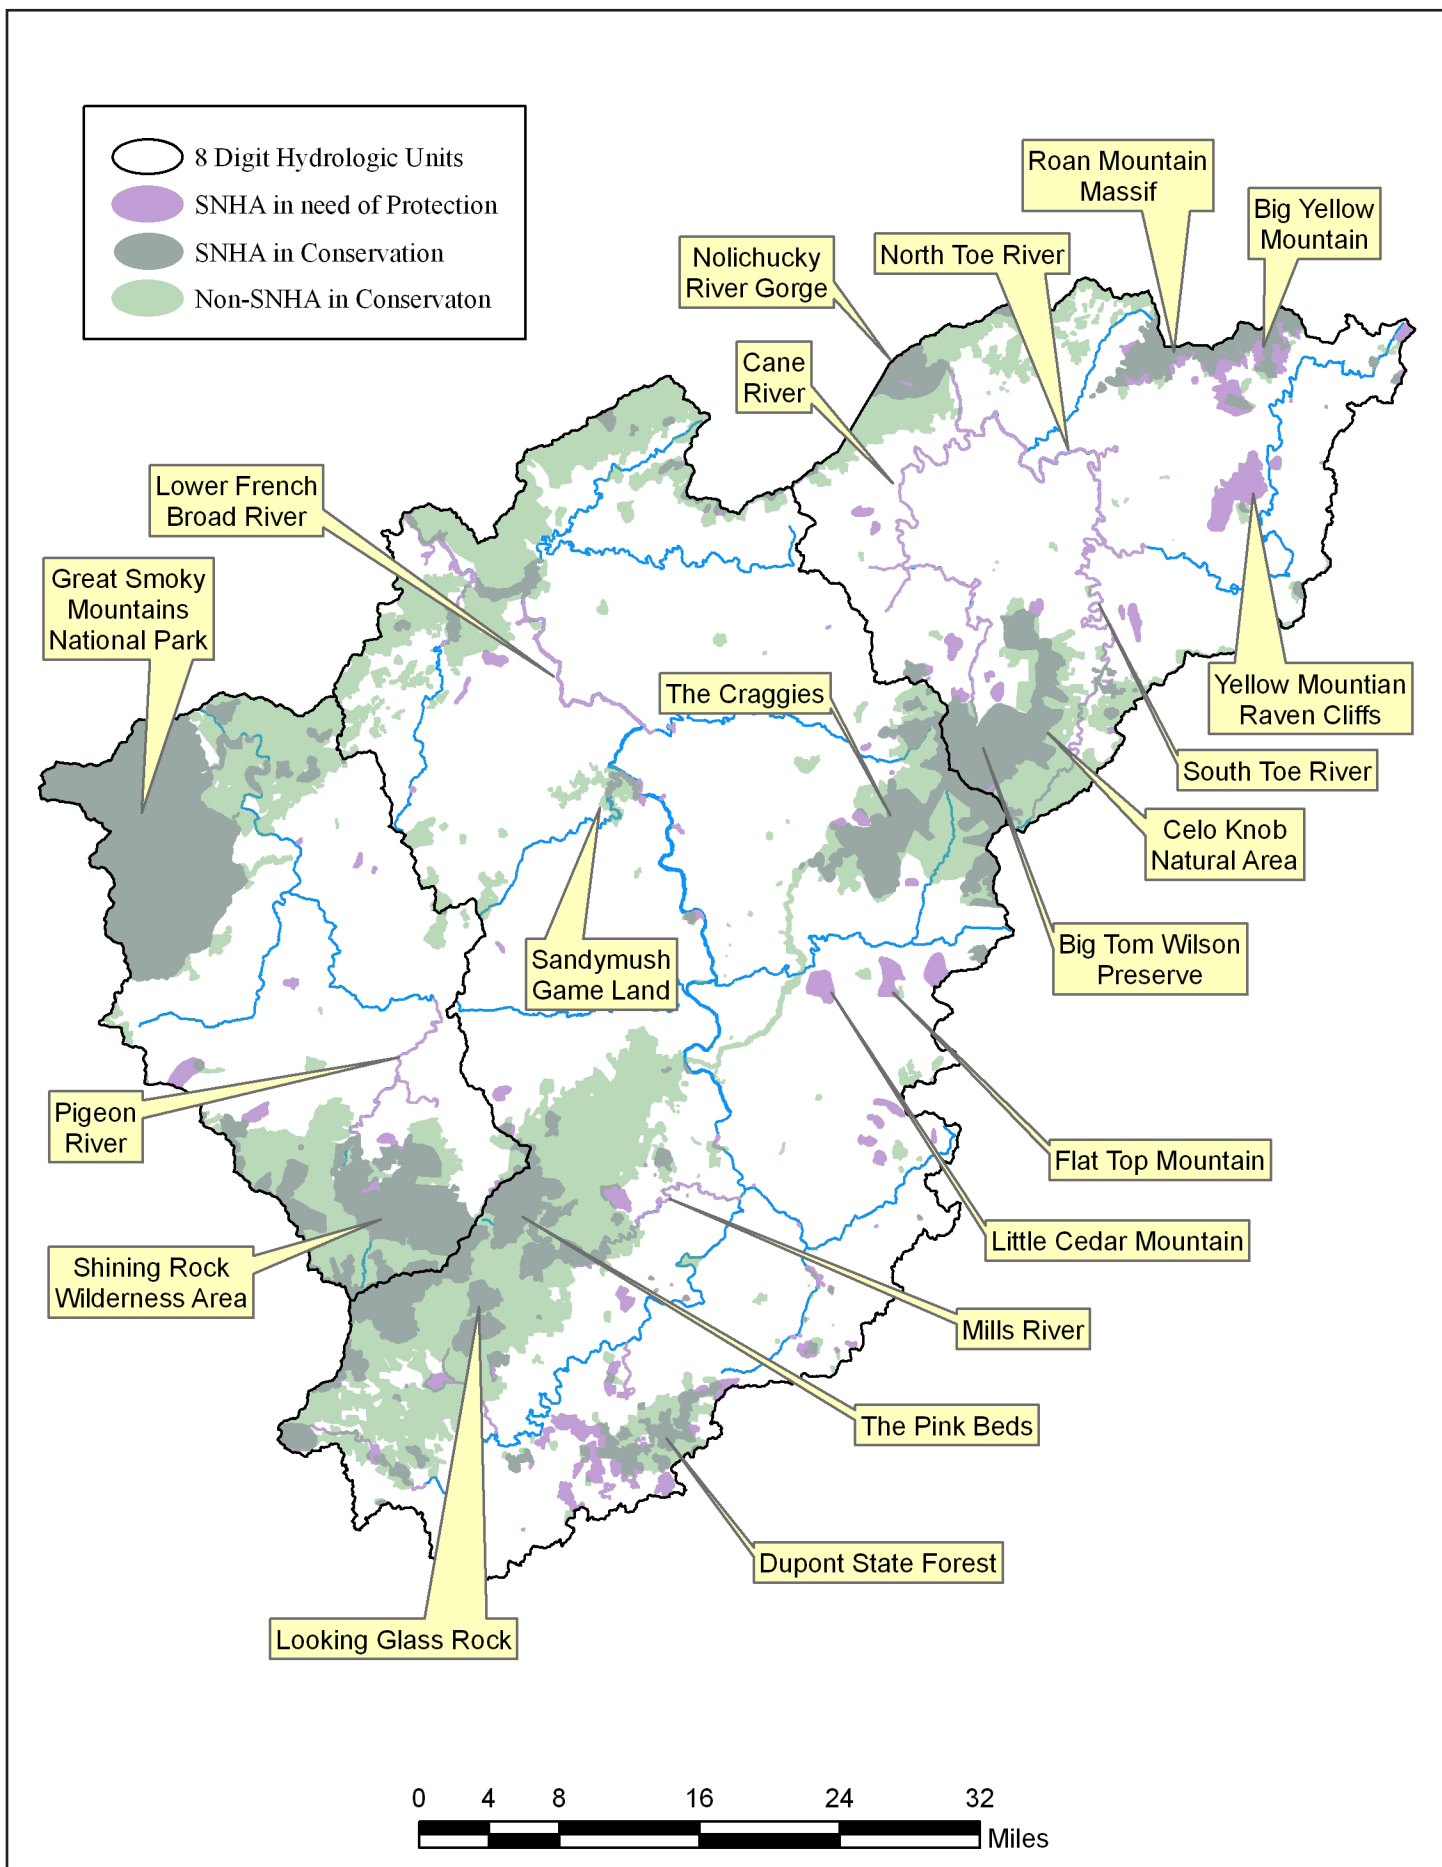 8 Digit Hydrologic Units
SNHA in need of Protection
SNHA in Conservation
Non-SNHA in Conservaton
Roan Mountain
Massif
Big Yellow
Mountain
Nolichucky
River Gorge
North Toe River
Cane
River
Lower French
Broad River
Great Smoky
Mountains
National Park
The Craggies
Yellow Mountian
Raven Cliffs
South Toe River
Celo Knob
Natural Area
Big Tom Wilson
Preserve
Sandymush
Game Land
Pigeon
River
Flat Top Mountain
Little Cedar Mountain
Shining Rock
Wilderness Area
Mills River
The Pink Beds
Dupont State Forest
Looking Glass Rock
0 4 8 16 24 32
Miles